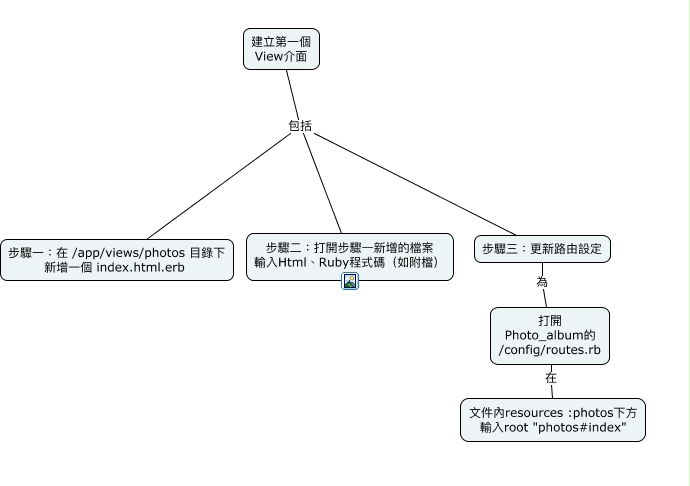 建立第一個
View介面
包括
步驟一：在 /app/views/photos 目錄下
新增一個 index.html.erb
步驟二：打開步驟一新增的檔案
輸入Html、Ruby程式碼（如附檔）
步驟三：更新路由設定
為
打開
Photo_album的
/config/routes.rb
在
文件內resources :photos下方
輸入root "photos#index"